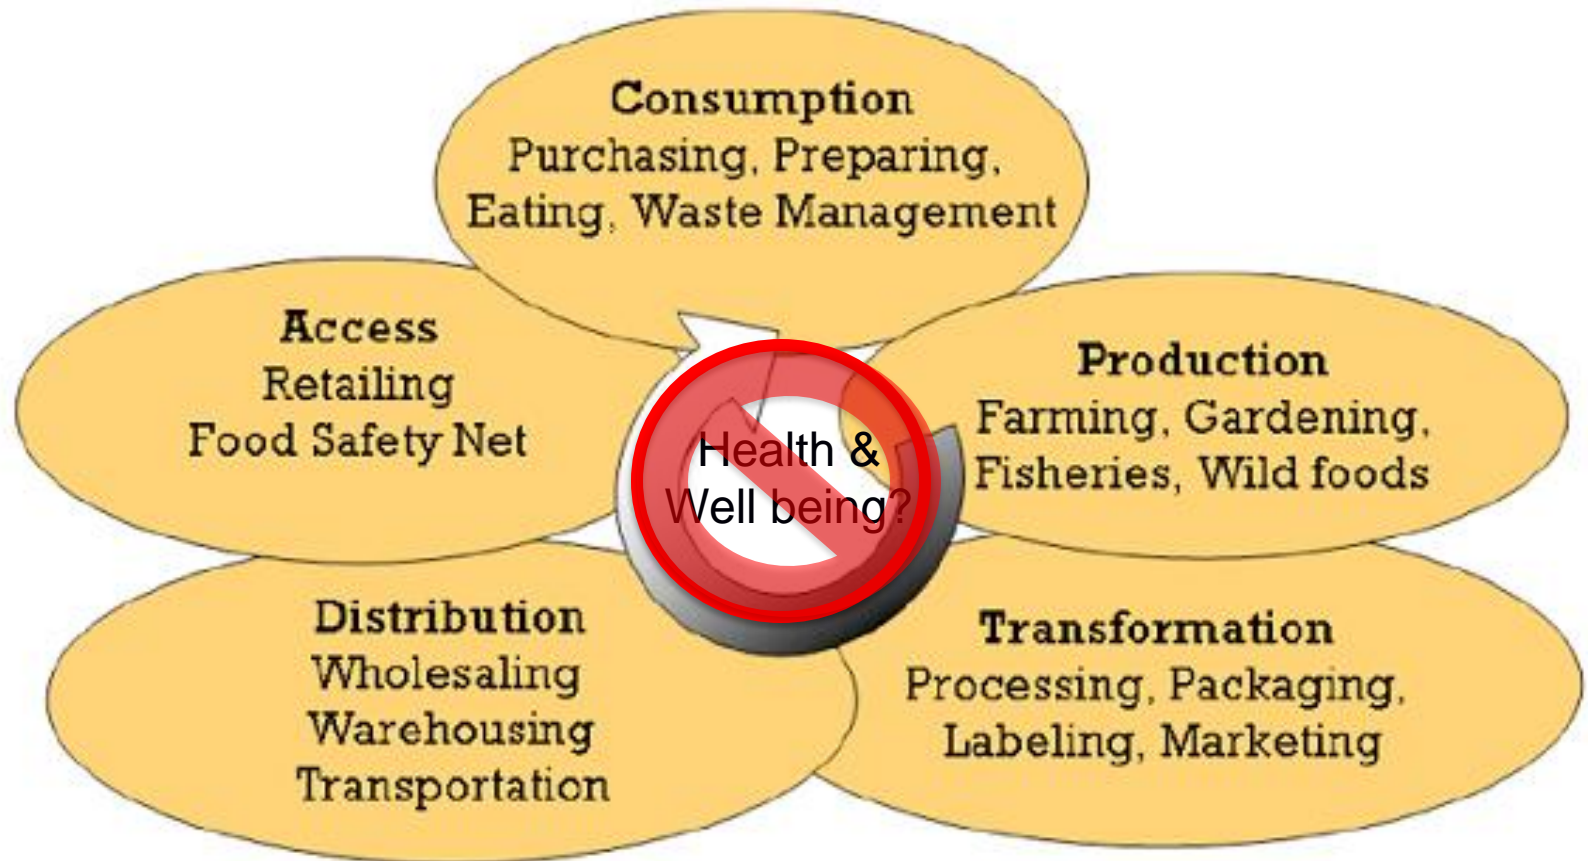 Consumption
Purchasing, Preparing,
Eating, Waste Management
Access
Retailing
Food Safety Net
Health &
Well being?
Production
Farming, Gardening,
Fisheries, Wild foods
Distribution
Wholesaling
Warehousing
Transportation
Transformation
Processing, Packaging,
Labeling, Marketing